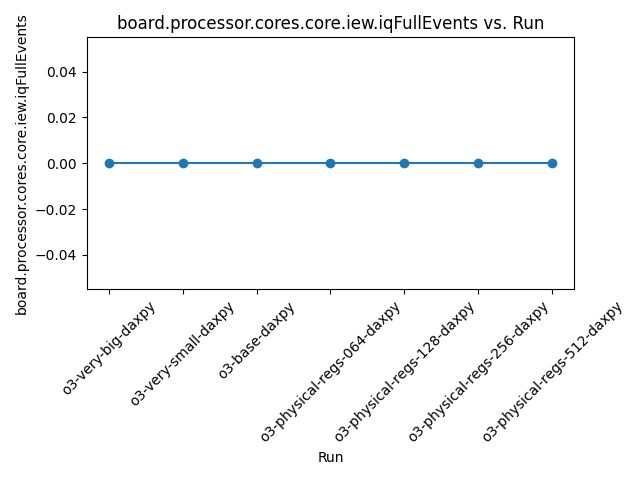 board.processor.cores.core.iew.iqFullEvents vs. Run
board.processor.cores.core.iew.iqFullEvents
0.04
0.02
0.00
−0.02
−0.04
o3-very-big-daxpy
o3-very-small-daxpy
o3-base-daxpy
o3-physical-regs-064-daxpy
o3-physical-regs-128-daxpy
o3-physical-regs-256-daxpy
o3-physical-regs-512-daxpy
Run